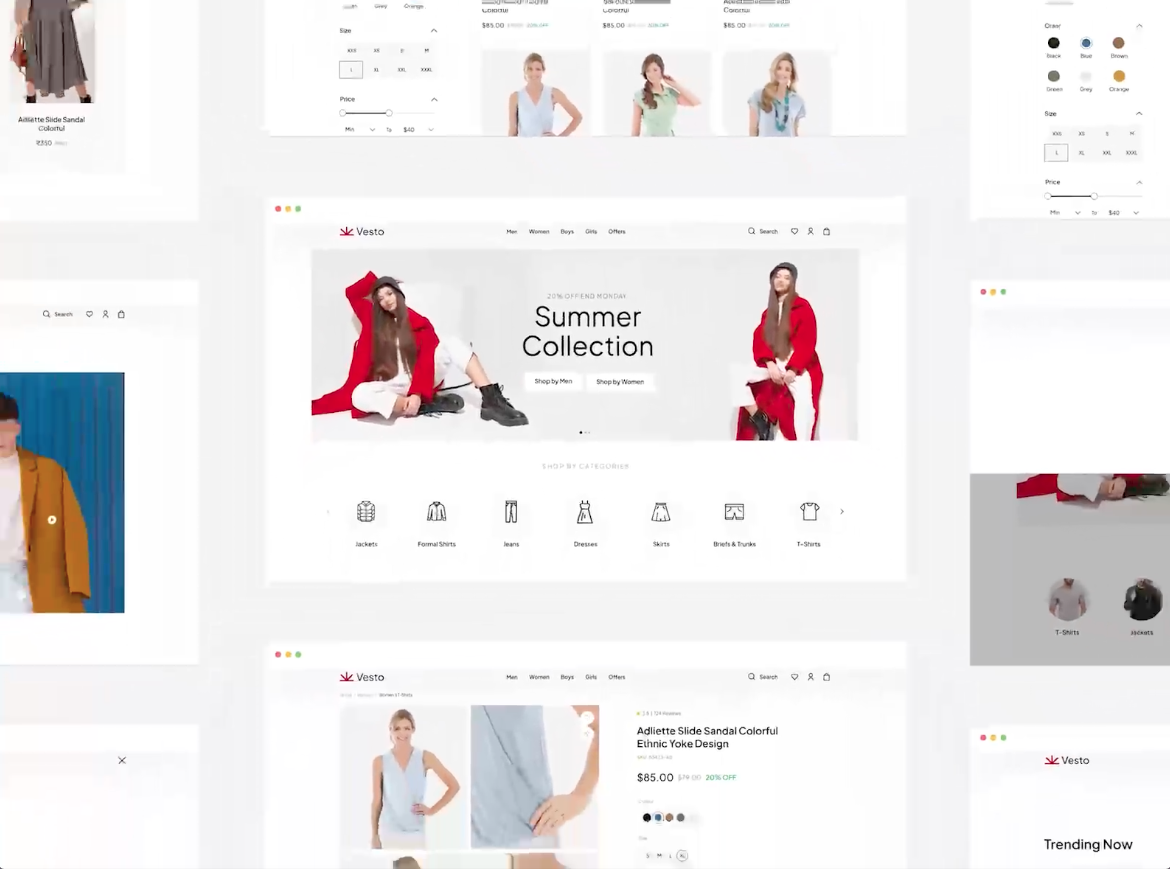 Grey Orange
Size
XXS XS S M
L XL XXL XXXL
Price
Min To $40
Colorful Colorful Colorful
$85.00 20% OFF $85.00 20% OFF $85.00 20% OFF
Adlliette Slide Sandal
Colorful
₹350
Color
Black Blue Brown
Green Grey Orange
Size
XXS XS S M
L XL XXL XXXL
Price
Min To $40
Search
Vesto
Men Women Boys Girls Offers
Search
20% OFF END MONDAY
Summer
Collection
Shop by Men Shop by Women
SHOP BY CATEGORIES
Jackets Formal Shirts Jeans Dresses Skirts Briefs & Trunks T-Shirts
T-Shirts Jackets
Vesto
Men Women Boys Girls Offers
Search
Women's T-Shirts
Adliette Slide Sandal Colorful
Ethnic Yoke Design
$85.00 $79.00 20% OFF
S M L XL
Vesto
Trending Now